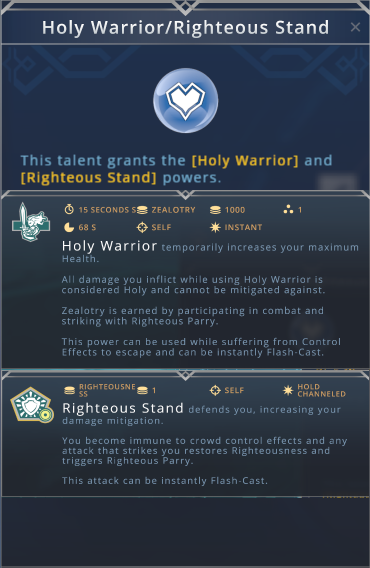 Holy Warrior/Righteous Stand ×
This talent grants the [Holy Warrior] and
[Righteous Stand] powers.
15 SECONDS S ZEALOTRY 1000 1
68 S SELF INSTANT
Holy Warrior temporarily increases your maximum
Health.
All damage you inflict while using Holy Warrior is
considered Holy and cannot be mitigated against.
Zealotry is earned by participating in combat and
striking with Righteous Parry.
This power can be used while suffering from Control
Effects to escape and can be instantly Flash-Cast.
RIGHTEOUSNE
SS 1 SELF HOLD
CHANNELED
Righteous Stand defends you, increasing your
damage mitigation.
You become immune to crowd control effects and any
attack that strikes you restores Righteousness and
triggers Righteous Parry.
This attack can be instantly Flash-Cast.